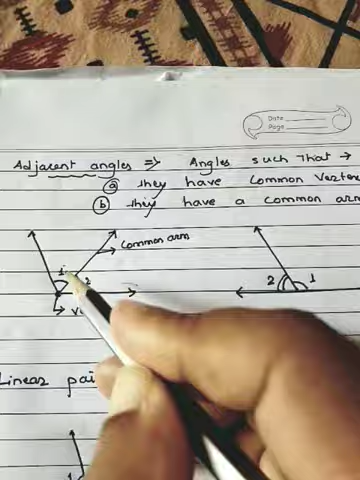 Date
Page
Adjacent angles => Angles such that →
ⓐ They have common vertex
ⓑ They have a common arm
Common arm
1 2
2 1
Linear
1